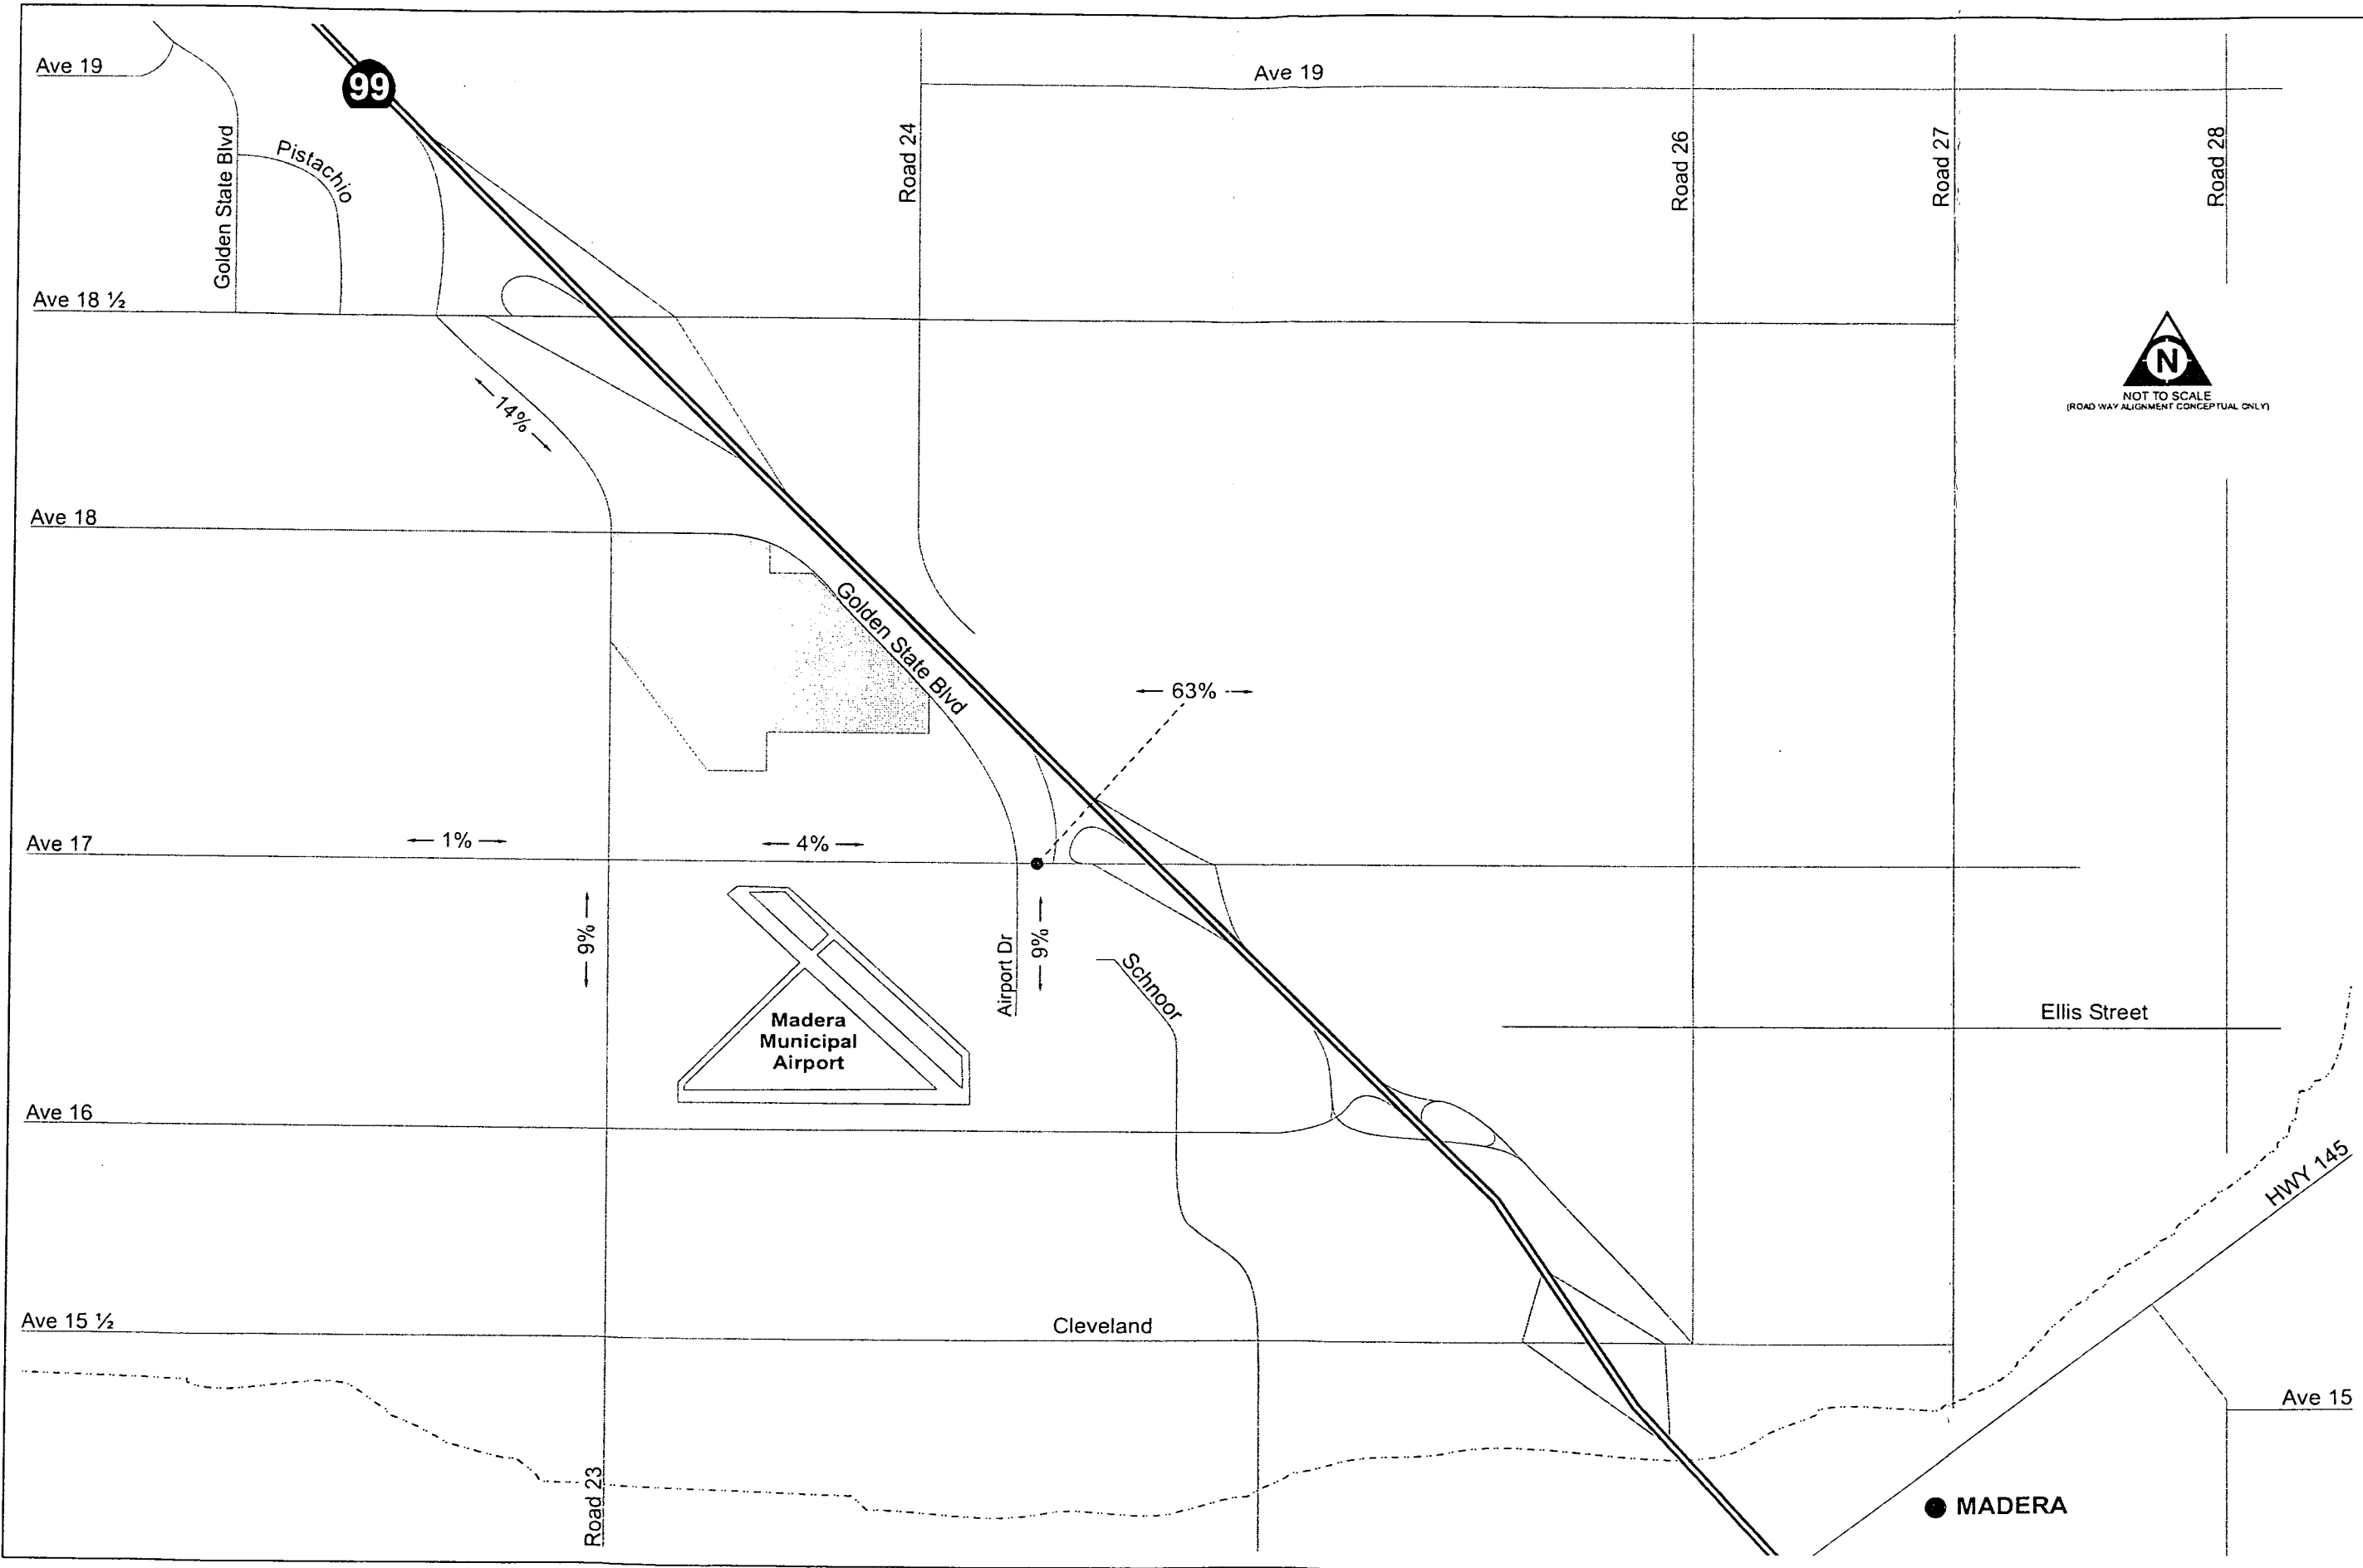 Ave 19
99
Ave 19
Golden State Blvd
Pistachio
Road 24
Road 26
Road 27
Road 28
Ave 18 ½
N
NOT TO SCALE
(ROAD WAY ALIGNMENT CONCEPTUAL ONLY)
14%
Ave 18
Golden State Blvd
63%
Ave 17
1%
4%
9%
Airport Dr
9%
Schnoor
Madera
Municipal
Airport
Ellis Street
Ave 16
HWY 145
Ave 15 ½
Cleveland
Ave 15
Road 23
MADERA